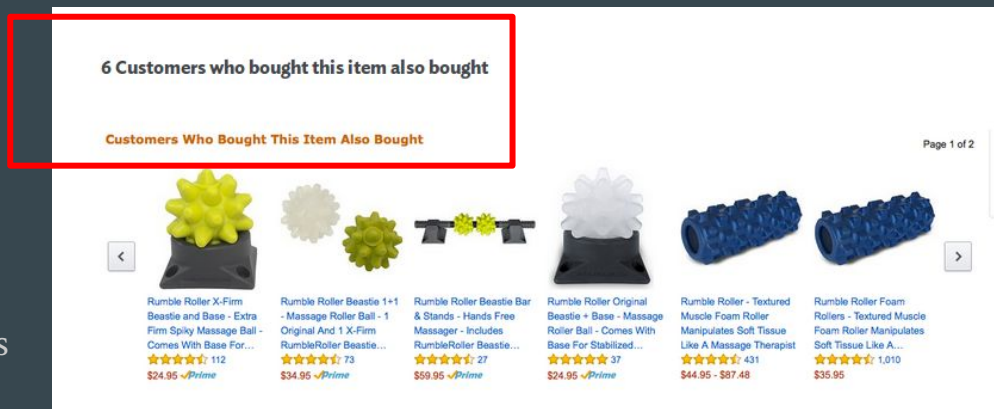 6 Customers who bought this item also bought
Customers Who Bought This Item Also Bought
Page 1 of 2
Rumble Roller X-Firm
Beastie and Base - Extra
Firm Spiky Massage Ball -
Comes With Base For...
112
$24.95 Prime
Rumble Roller Beastie 1+1
- Massage Roller Ball - 1
Original And 1 X-Firm
RumbleRoller Beastie...
73
$34.95 Prime
Rumble Roller Beastie Bar
& Stands - Hands Free
Massager - Includes
RumbleRoller Beastie...
27
$59.95 Prime
Rumble Roller Original
Beastie + Base - Massage
Roller Ball - Comes With
Base For Stabilized...
37
$24.95 Prime
Rumble Roller - Textured
Muscle Foam Roller
Manipulates Soft Tissue
Like A Massage Therapist
431
$44.95 - $87.48
Rumble Roller Foam
Rollers - Textured Muscle
Foam Roller Manipulates
Soft Tissue Like A...
1,010
$35.95
s